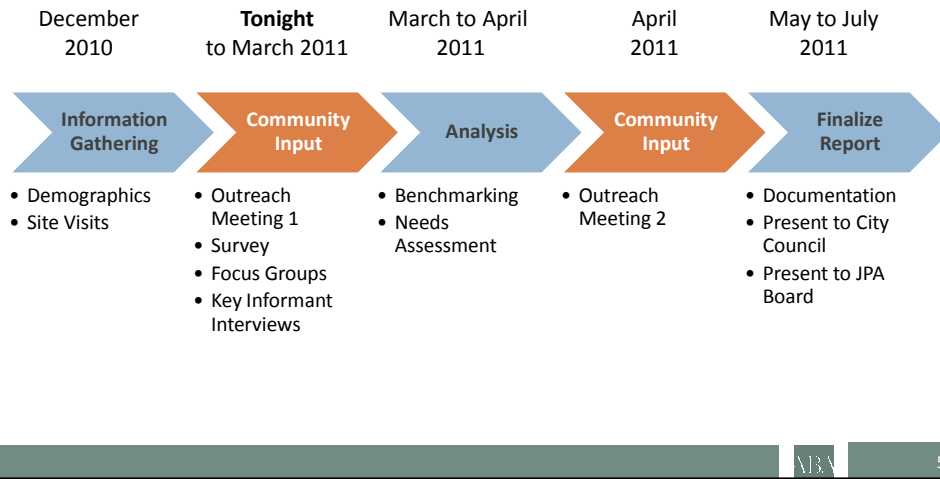 December
2010
Tonight
to March 2011
March to April
2011
April
2011
May to July
2011
Information
Gathering
Community
Input
Analysis
Community
Input
Finalize
Report
• Demographics
• Site Visits
• Outreach
Meeting 1
• Survey
• Focus Groups
• Key Informant
Interviews
• Benchmarking
• Needs
Assessment
• Outreach
Meeting 2
• Documentation
• Present to City
Council
• Present to JPA
Board